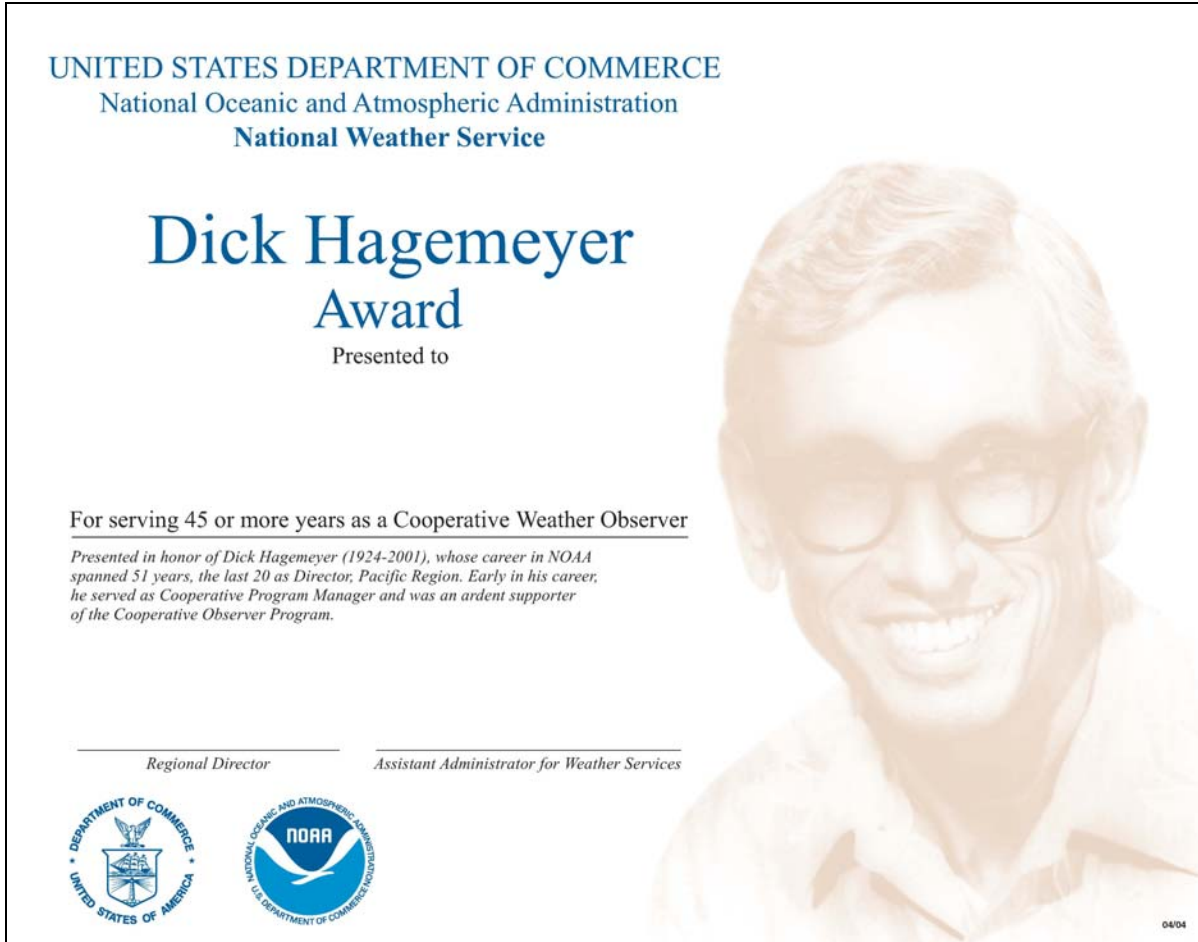 UNITED STATES DEPARTMENT OF COMMERCE
National Oceanic and Atmospheric Administration
National Weather Service
Dick Hagemeyer
Award
Presented to
For serving 45 or more years as a Cooperative Weather Observer
Presented in honor of Dick Hagemeyer (1924-2001), whose career in NOAA
spanned 51 years, the last 20 as Director, Pacific Region. Early in his career,
he served as Cooperative Program Manager and was an ardent supporter
of the Cooperative Observer Program.
Regional Director
Assistant Administrator for Weather Services
DEPARTMENT OF COMMERCE
UNITED STATES OF AMERICA
NATIONAL OCEANIC AND ATMOSPHERIC ADMINISTRATION
NOAA
U.S. DEPARTMENT OF COMMERCE
04/04